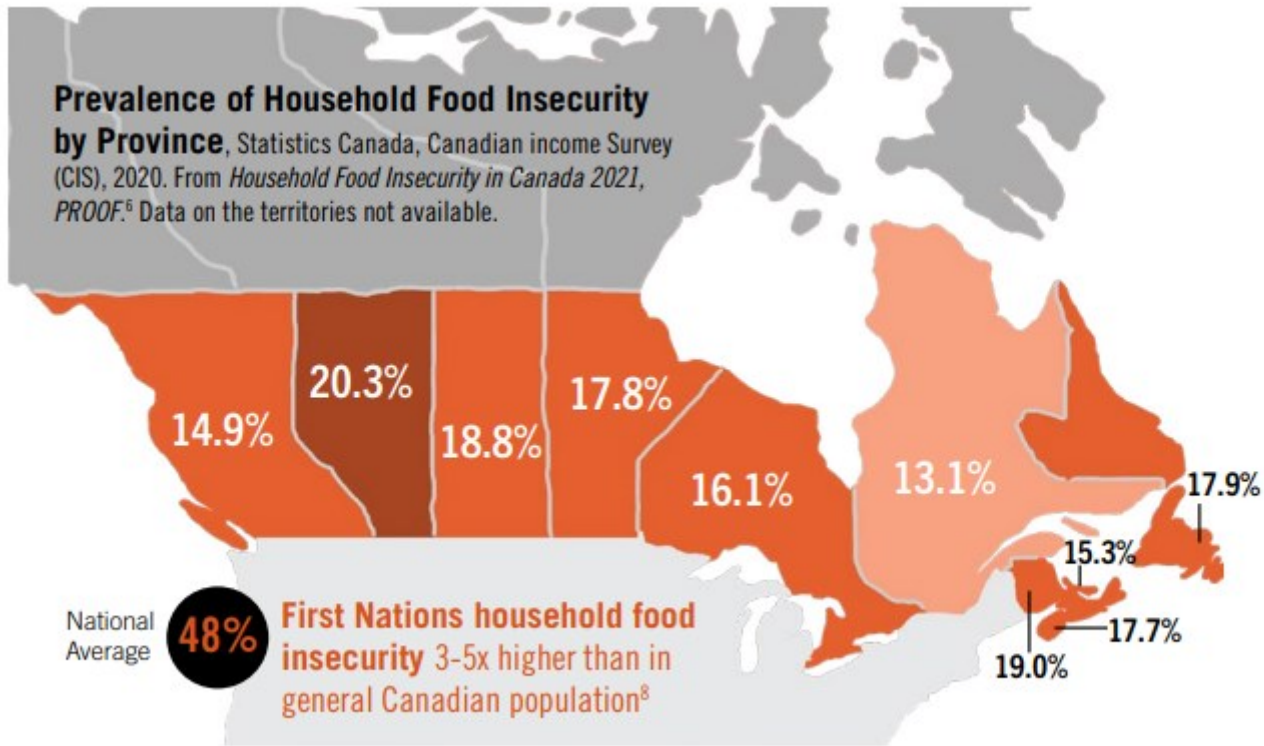 Prevalence of Household Food Insecurity
by Province, Statistics Canada, Canadian income Survey
(CIS), 2020. From Household Food Insecurity in Canada 2021,
PROOF.⁶ Data on the territories not available.
14.9%
20.3%
18.8%
17.8%
16.1%
13.1%
17.9%
15.3%
17.7%
19.0%
National
Average
48%
First Nations household food
insecurity 3-5x higher than in
general Canadian population⁸